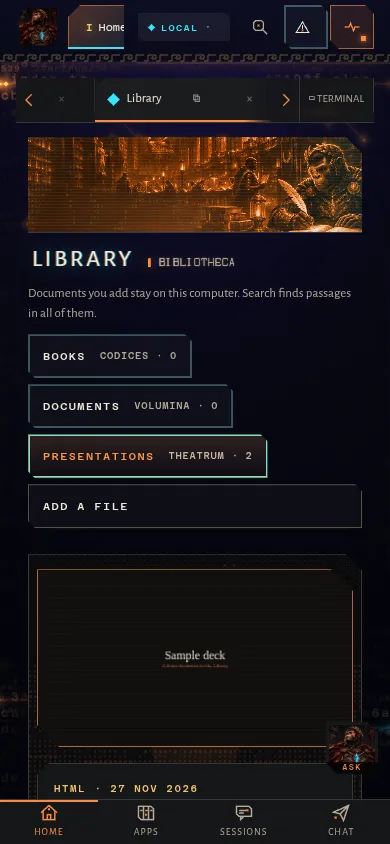 I Home
LOCAL
Library
TERMINAL
LIBRARY BIBLIOTHECA
Documents you add stay on this computer. Search finds passages
in all of them.
BOOKS CODICES · 0
DOCUMENTS VOLUMINA · 0
PRESENTATIONS THEATRUM · 2
ADD A FILE
Sample deck
HTML · 27 NOV 2026
ASK
HOME APPS SESSIONS CHAT